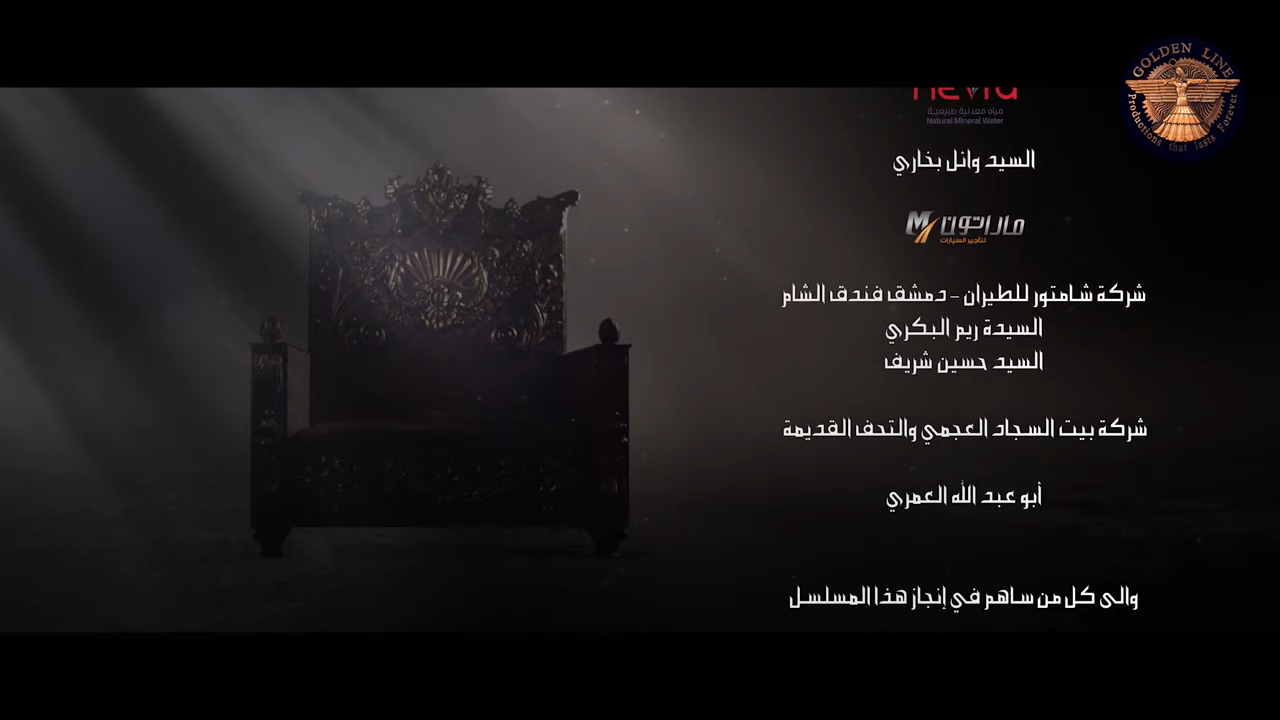 GOLDEN LINE
Productions that lasts Forever
nevra
مياه معدنية طبيعية
Natural Mineral Water
السيد وائل بخاري
ماراتون
لتأجير السيارات
شركة شامتور للطيران - دمشق فندق الشام
السيدة ريم البكري
السيد حسين شريف
شركة بيت السجاد العجمي والتحف القديمة
أبو عبد الله العمري
والى كل من ساهم في إنجاز هذا المسلسل